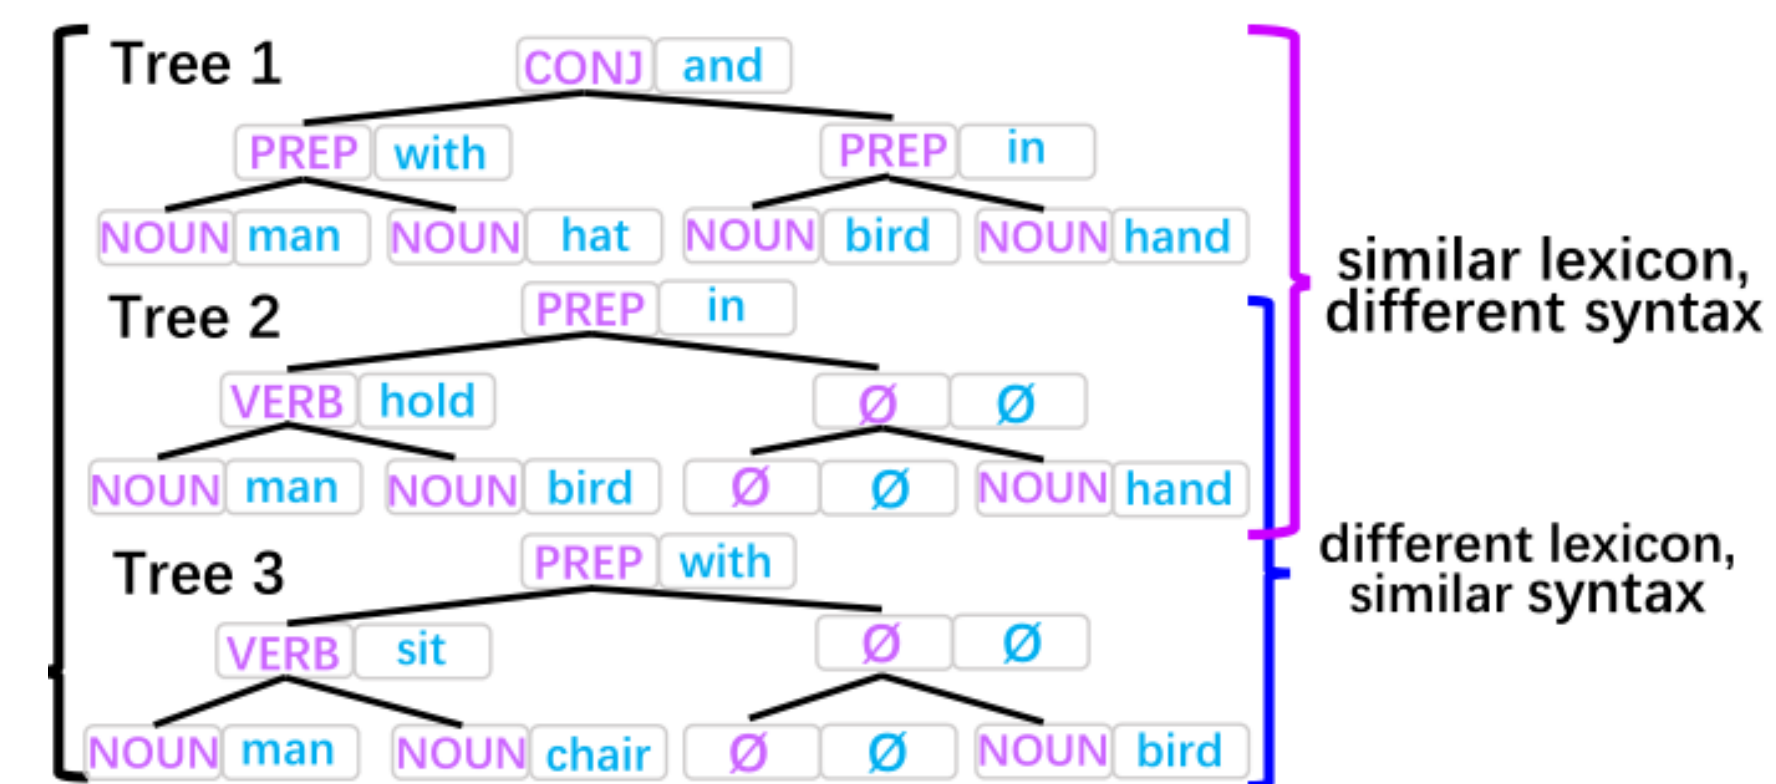 Tree 1 CONJ and
PREP with PREP in
NOUN man NOUN hat NOUN bird NOUN hand
similar lexicon,
different syntax
Tree 2 PREP in
VERB hold Ø Ø
NOUN man NOUN bird Ø Ø NOUN hand
different lexicon,
similar syntax
Tree 3 PREP with
VERB sit Ø Ø
NOUN man NOUN chair Ø Ø NOUN bird